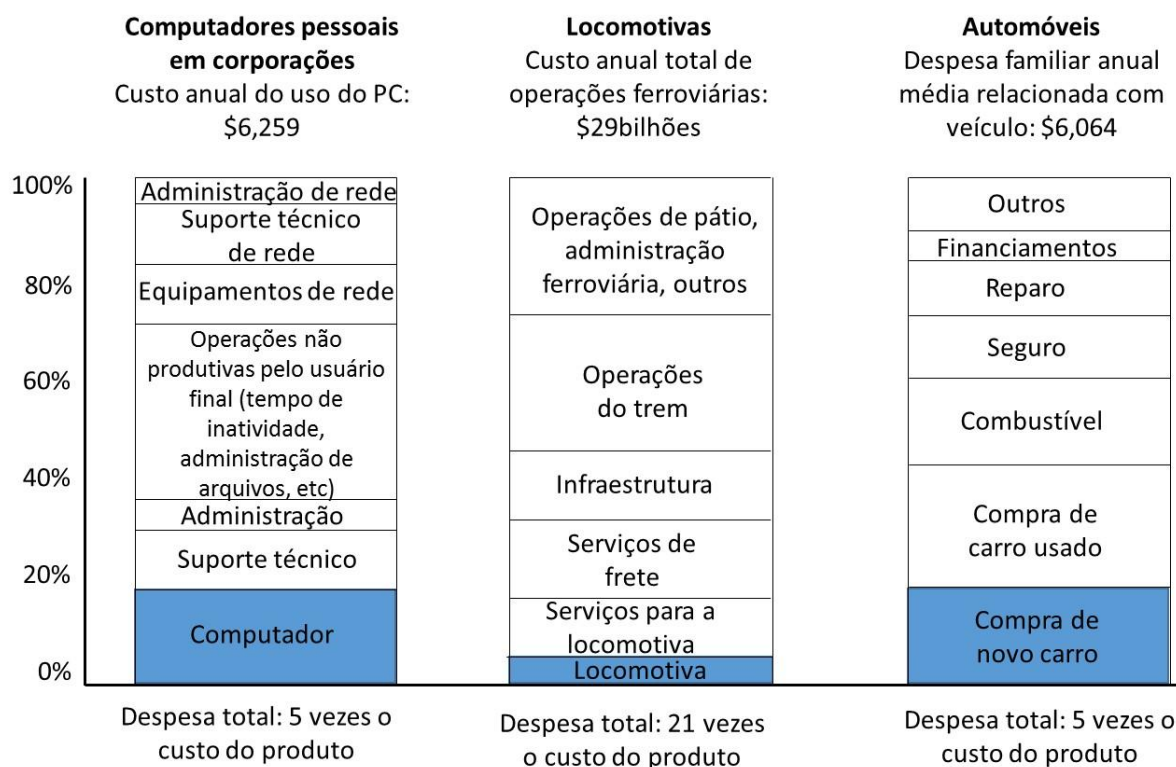 Computadores pessoais
em corporações
Custo anual do uso do PC:
$6,259
Locomotivas
Custo anual total de
operações ferroviárias:
$29bilhões
Automóveis
Despesa familiar anual
média relacionada com
veículo: $6,064
100%
80%
60%
40%
20%
0%
Administração de rede
Suporte técnico
de rede
Equipamentos de rede
Operações não
produtivas pelo usuário
final (tempo de
inatividade,
administração de
arquivos, etc)
Administração
Suporte técnico
Computador
Operações de pátio,
administração
ferroviária, outros
Operações
do trem
Infraestrutura
Serviços de
frete
Serviços para a
locomotiva
Locomotiva
Outros
Financiamentos
Reparo
Seguro
Combustível
Compra de
carro usado
Compra de
novo carro
Despesa total: 5 vezes o
custo do produto
Despesa total: 21 vezes
o custo do produto
Despesa total: 5 vezes o
custo do produto